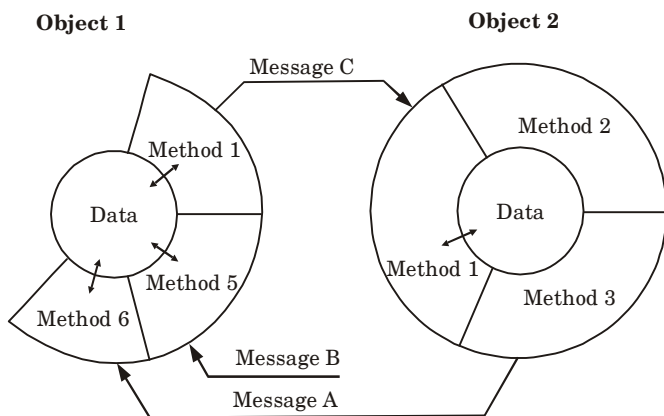 Object 1
Object 2
Message C
Method 1
Method 2
Data
Data
Method 5
Method 1
Method 6
Method 3
Message B
Message A